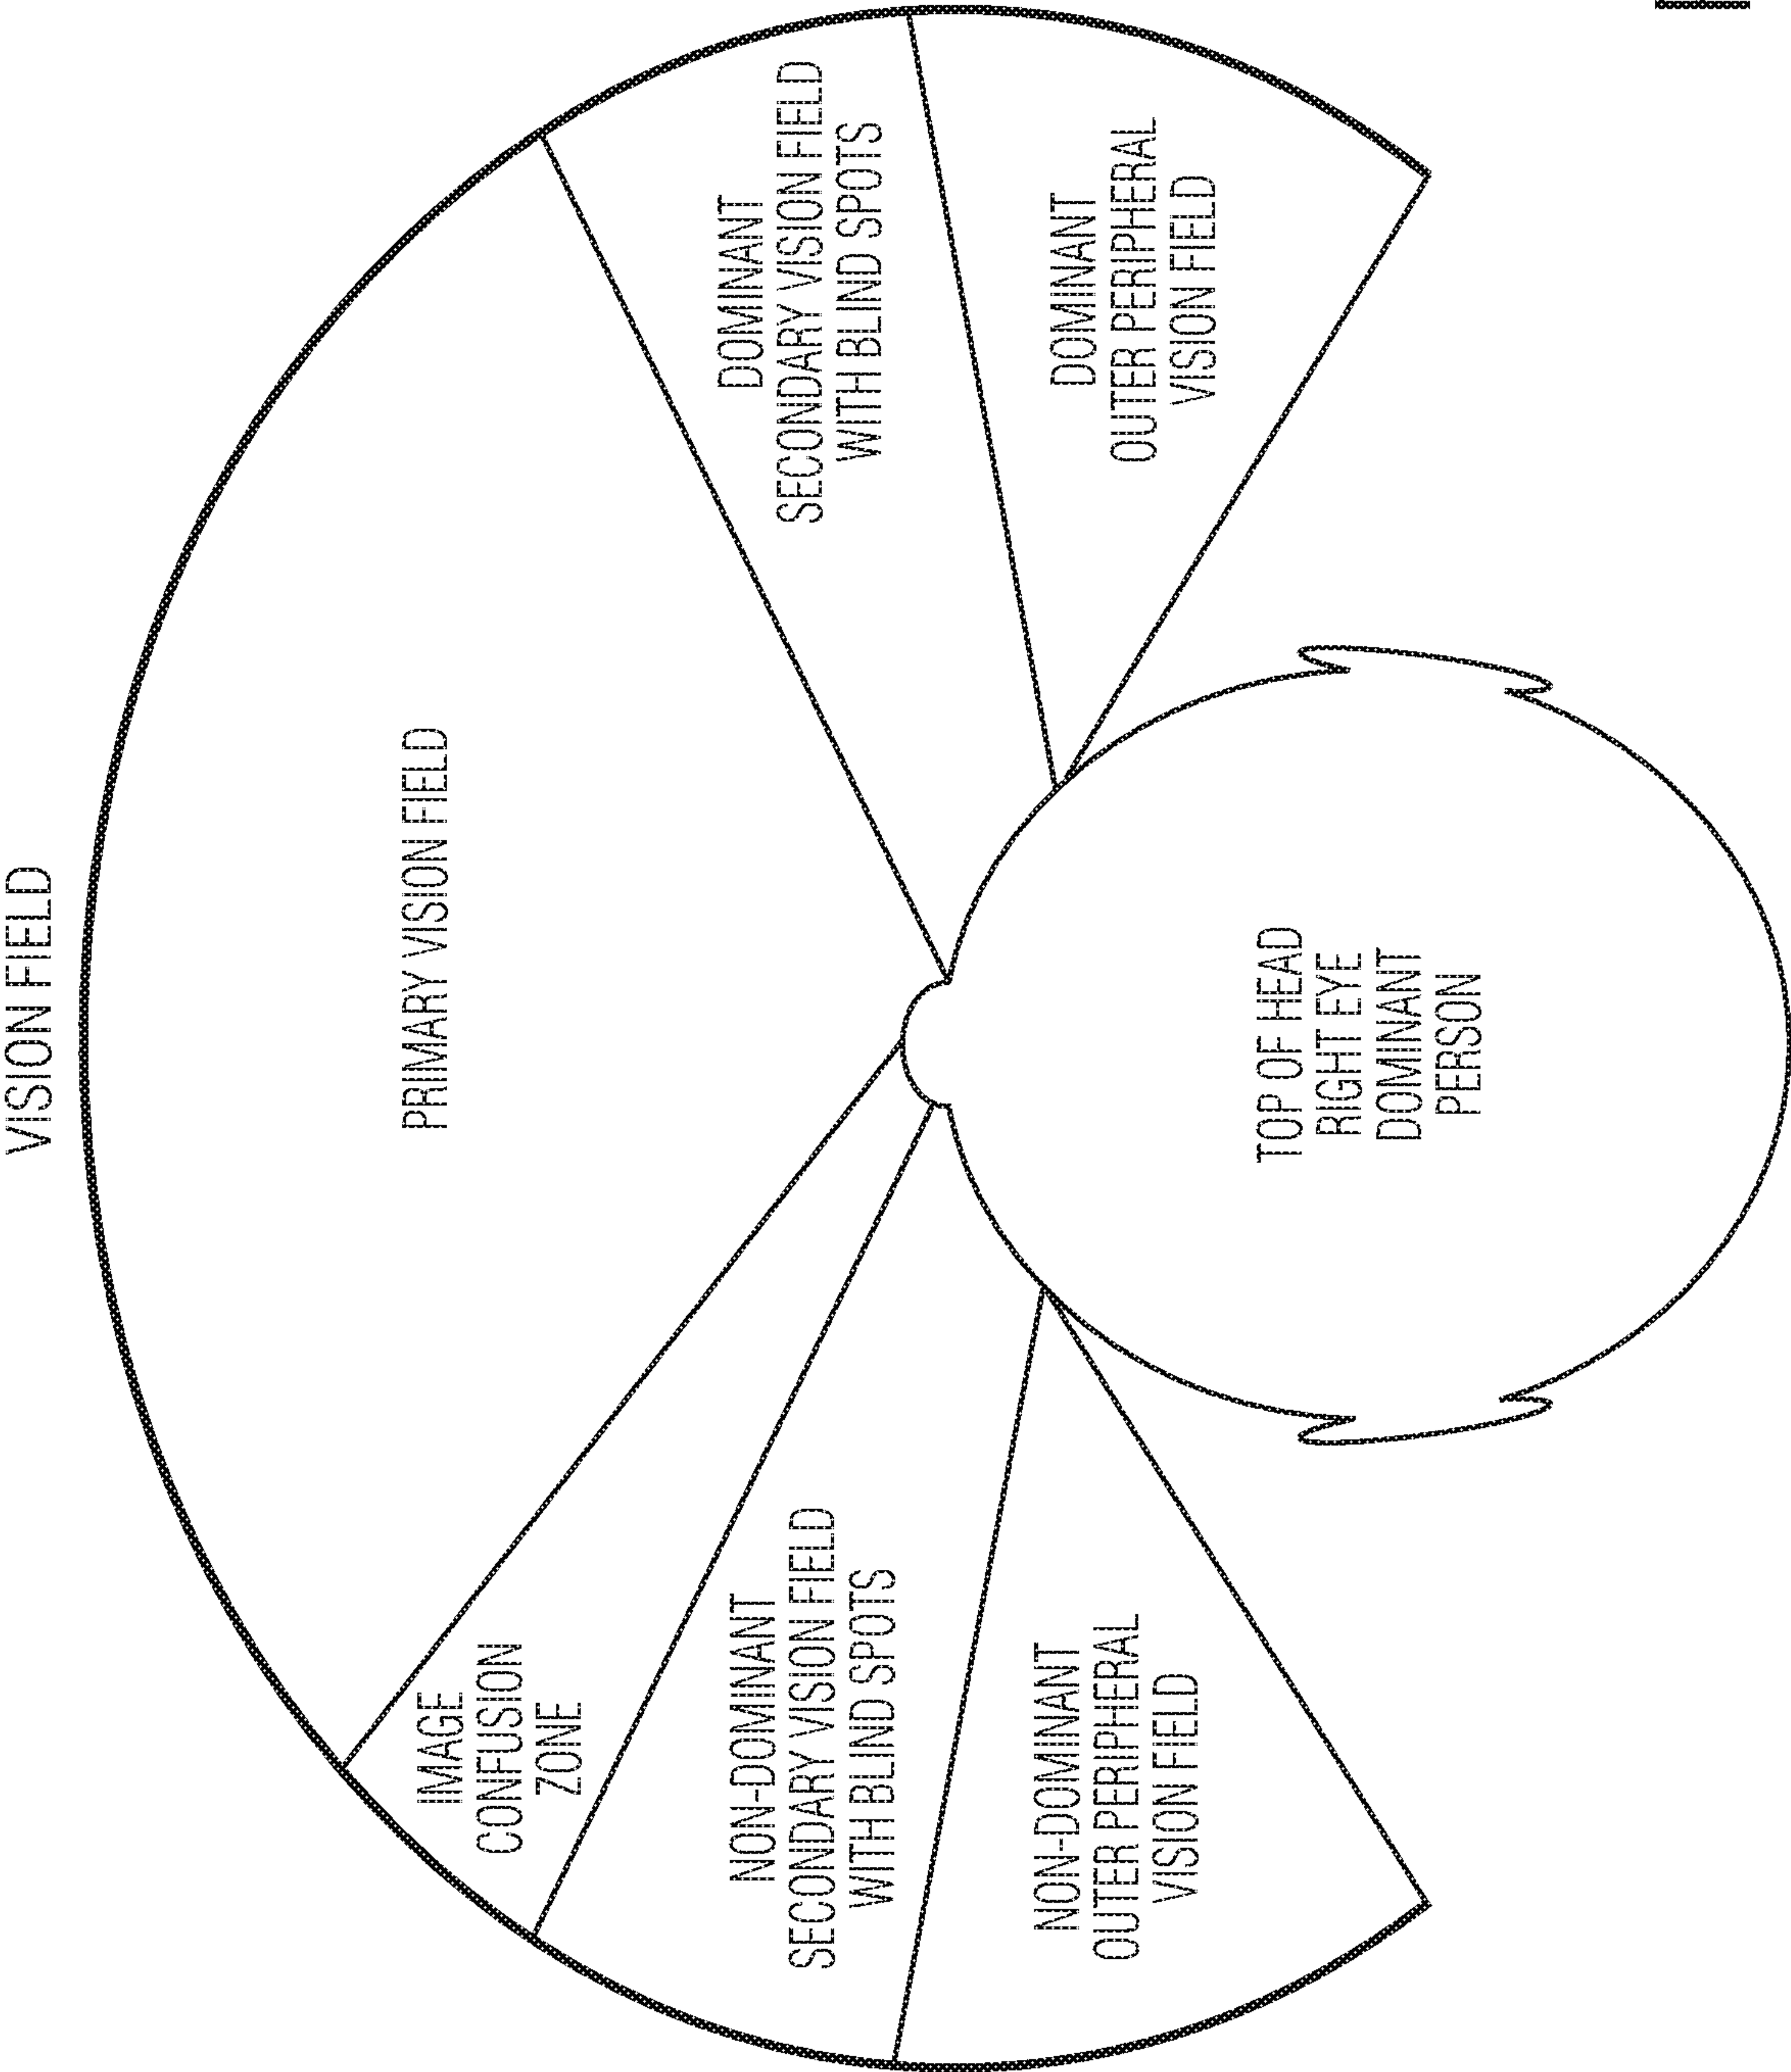 VISION FIELD
PRIMARY VISION FIELD
IMAGE
CONFUSION
ZONE
NON-DOMINANT
SECONDARY VISION FIELD
WITH BLIND SPOTS
DOMINANT
SECONDARY VISION FIELD
WITH BLIND SPOTS
NON-DOMINANT
OUTER PERIPHERAL
VISION FIELD
DOMINANT
OUTER PERIPHERAL
VISION FIELD
TOP OF HEAD
RIGHT EYE
DOMINANT
PERSON